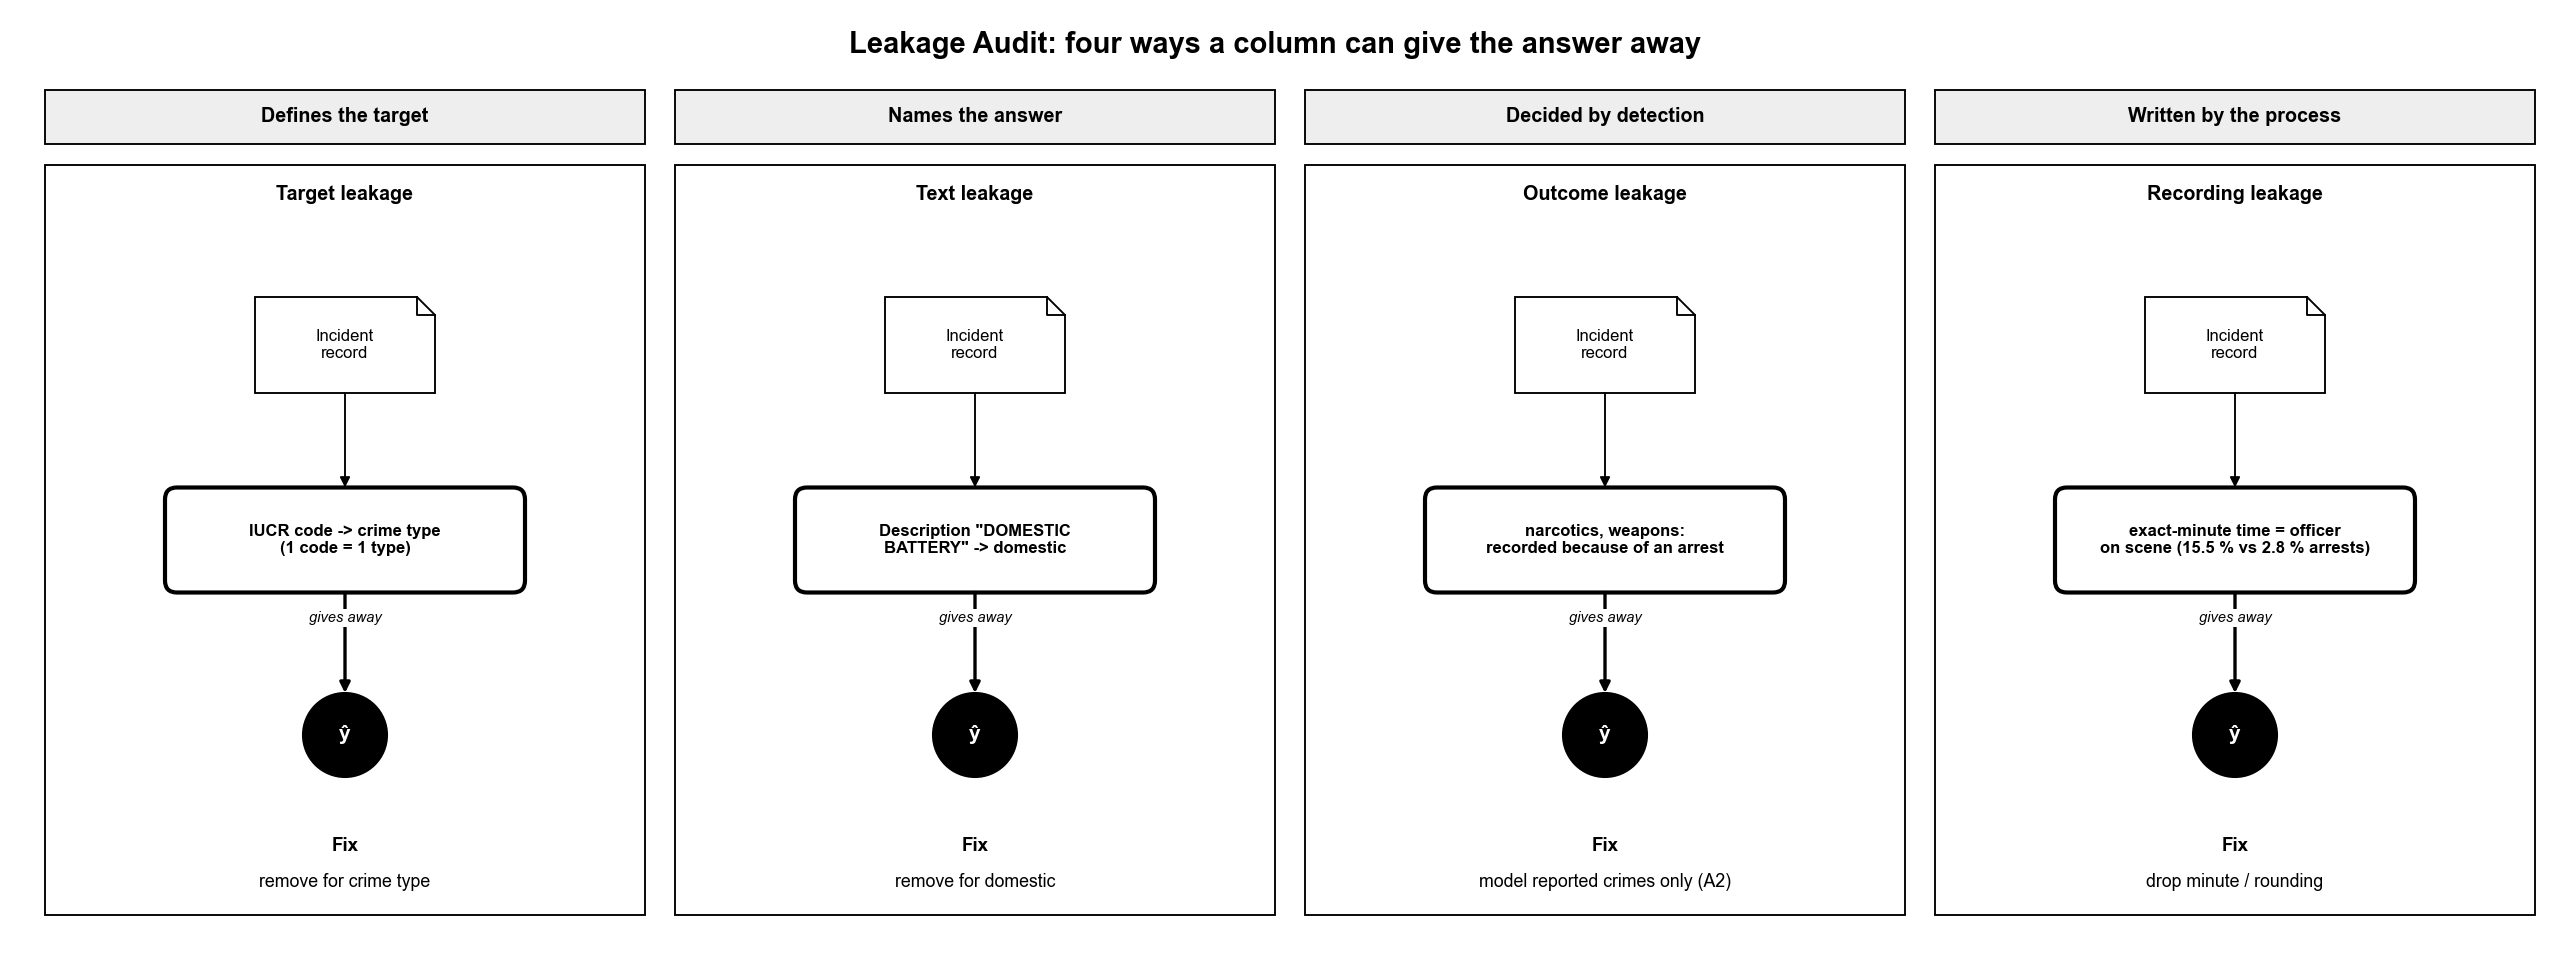 Leakage Audit: four ways a column can give the answer away
Defines the target
Target leakage
Incident
record
IUCR code -> crime type
(1 code = 1 type)
gives away
ŷ
Fix
remove for crime type
Names the answer
Text leakage
Incident
record
Description "DOMESTIC
BATTERY" -> domestic
gives away
ŷ
Fix
remove for domestic
Decided by detection
Outcome leakage
Incident
record
narcotics, weapons:
recorded because of an arrest
gives away
ŷ
Fix
model reported crimes only (A2)
Written by the process
Recording leakage
Incident
record
exact-minute time = officer
on scene (15.5 % vs 2.8 % arrests)
gives away
ŷ
Fix
drop minute / rounding